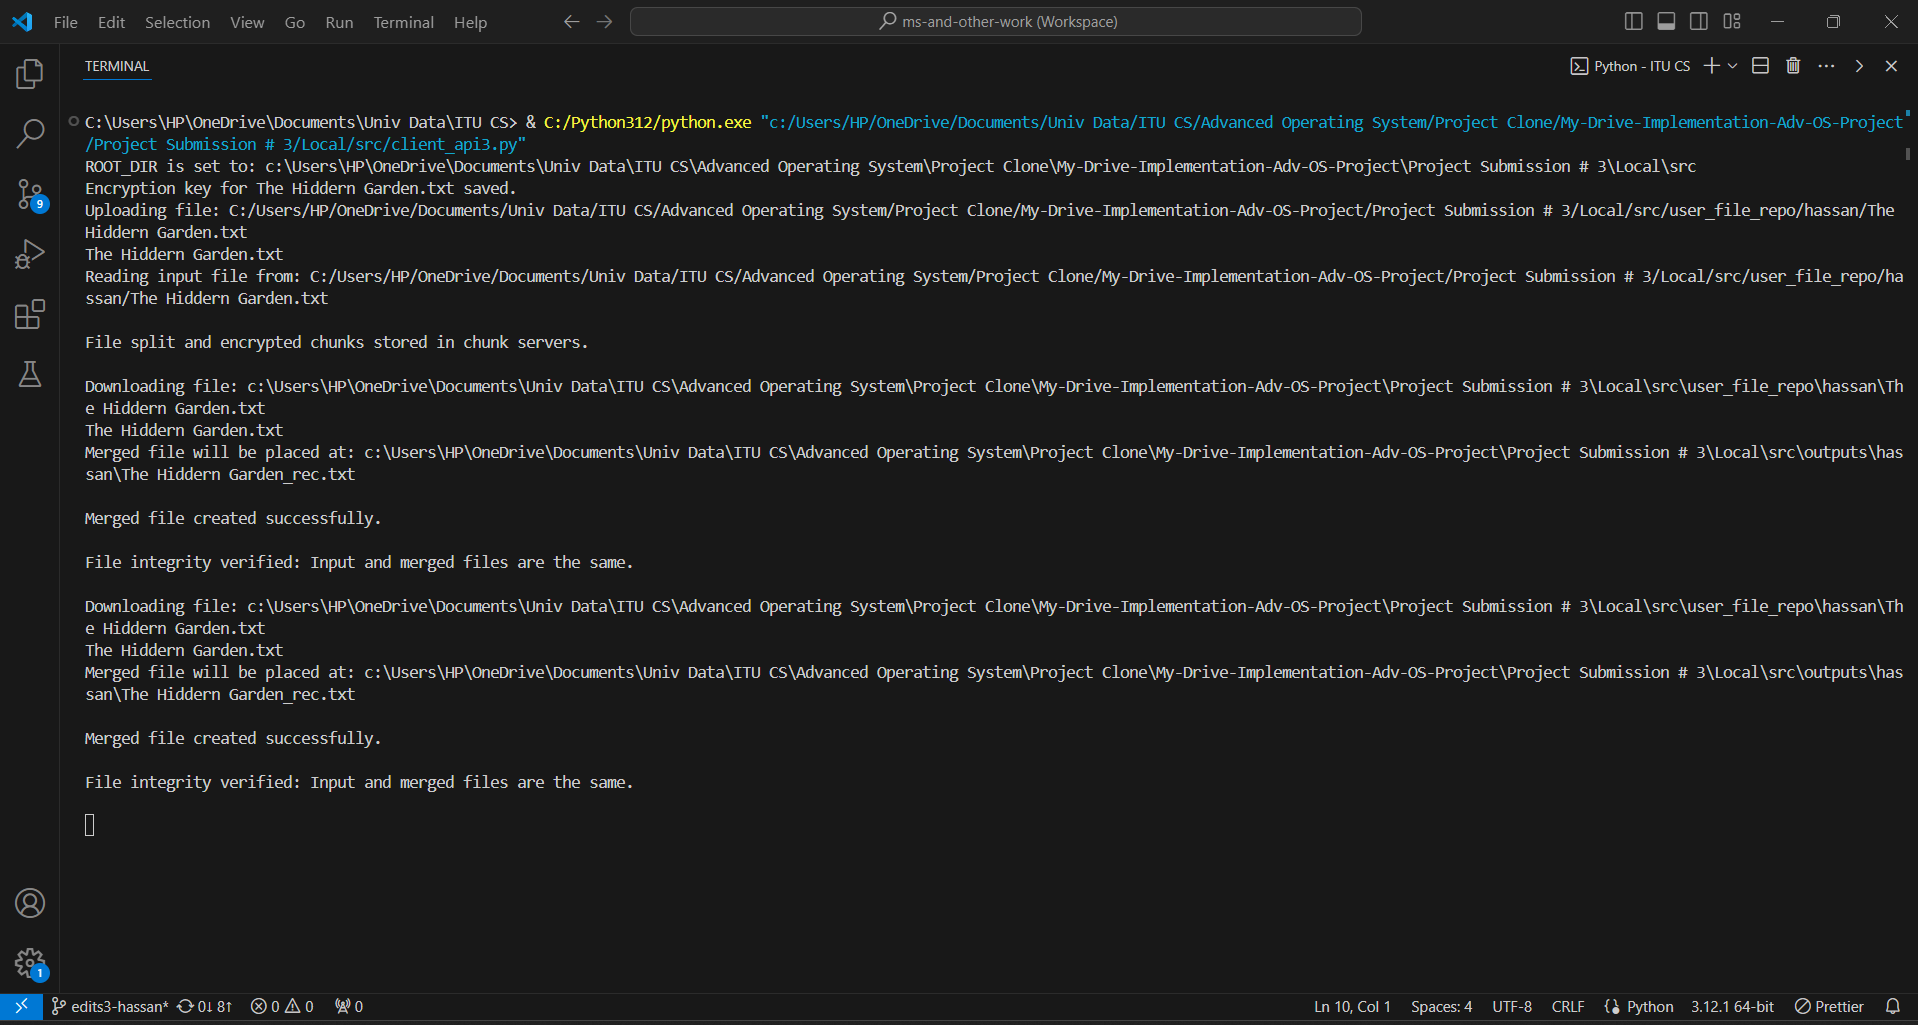 File Edit Selection View Go Run Terminal Help
ms-and-other-work (Workspace)
TERMINAL
Python - ITU CS
C:\Users\HP\OneDrive\Documents\Univ Data\ITU CS> & C:/Python312/python.exe "c:/Users/HP/OneDrive/Documents/Univ Data/ITU CS/Advanced Operating System/Project Clone/My-Drive-Implementation-Adv-OS-Project
/Project Submission # 3/Local/src/client_api3.py"
ROOT_DIR is set to: c:\Users\HP\OneDrive\Documents\Univ Data\ITU CS\Advanced Operating System\Project Clone\My-Drive-Implementation-Adv-OS-Project\Project Submission # 3\Local\src
Encryption key for The Hiddern Garden.txt saved.
Uploading file: C:/Users/HP/OneDrive/Documents/Univ Data/ITU CS/Advanced Operating System/Project Clone/My-Drive-Implementation-Adv-OS-Project/Project Submission # 3/Local/src/user_file_repo/hassan/The
Hiddern Garden.txt
The Hiddern Garden.txt
Reading input file from: C:/Users/HP/OneDrive/Documents/Univ Data/ITU CS/Advanced Operating System/Project Clone/My-Drive-Implementation-Adv-OS-Project/Project Submission # 3/Local/src/user_file_repo/ha
ssan/The Hiddern Garden.txt
File split and encrypted chunks stored in chunk servers.
Downloading file: c:\Users\HP\OneDrive\Documents\Univ Data\ITU CS\Advanced Operating System\Project Clone\My-Drive-Implementation-Adv-OS-Project\Project Submission # 3\Local\src\user_file_repo\hassan\Th
e Hiddern Garden.txt
The Hiddern Garden.txt
Merged file will be placed at: c:\Users\HP\OneDrive\Documents\Univ Data\ITU CS\Advanced Operating System\Project Clone\My-Drive-Implementation-Adv-OS-Project\Project Submission # 3\Local\src\outputs\has
san\The Hiddern Garden_rec.txt
Merged file created successfully.
File integrity verified: Input and merged files are the same.
Downloading file: c:\Users\HP\OneDrive\Documents\Univ Data\ITU CS\Advanced Operating System\Project Clone\My-Drive-Implementation-Adv-OS-Project\Project Submission # 3\Local\src\user_file_repo\hassan\Th
e Hiddern Garden.txt
The Hiddern Garden.txt
Merged file will be placed at: c:\Users\HP\OneDrive\Documents\Univ Data\ITU CS\Advanced Operating System\Project Clone\My-Drive-Implementation-Adv-OS-Project\Project Submission # 3\Local\src\outputs\has
san\The Hiddern Garden_rec.txt
Merged file created successfully.
File integrity verified: Input and merged files are the same.
9
1
edits3-hassan* 0↓ 8↑ 0 0 0
Ln 10, Col 1 Spaces: 4 UTF-8 CRLF Python 3.12.1 64-bit Prettier